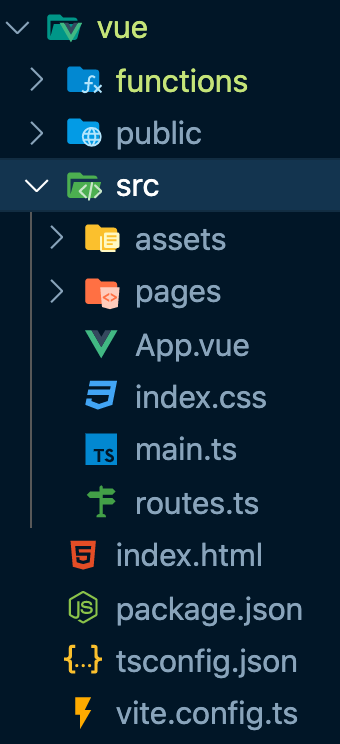 vue
functions
public
src
assets
pages
App.vue
index.css
main.ts
routes.ts
index.html
package.json
tsconfig.json
vite.config.ts